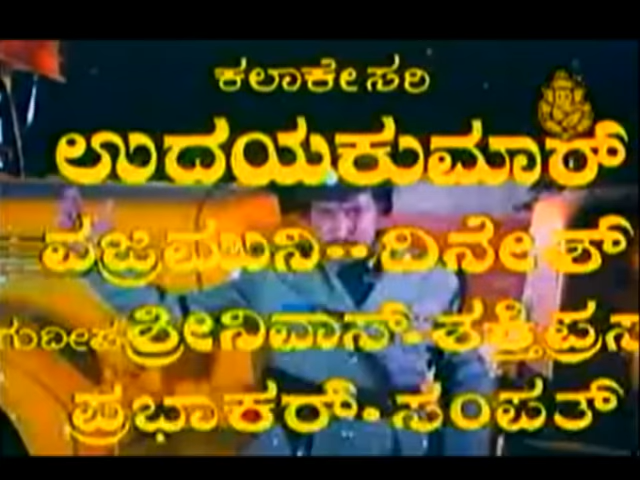 ಕಲಾಕೇಸರಿ
ಉದಯಕುಮಾರ್
ವಜ್ರಮುನಿ-ದಿನೇಶ್
ಶ್ರೀನಿವಾಸ್-ಶಕ್ತಿಪ್ರಸ
ಪ್ರಭಾಕರ್-ಸಂಪತ್